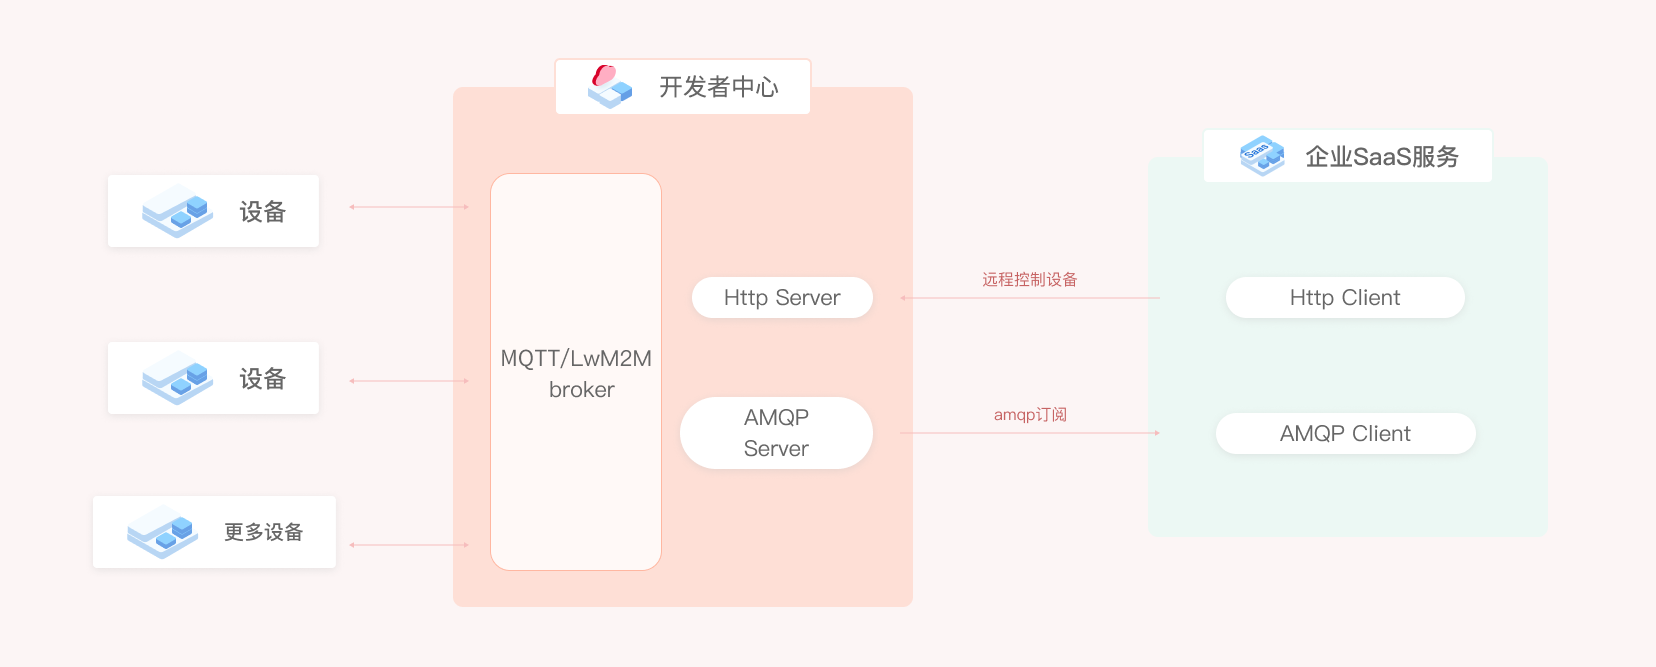 开发者中心
企业SaaS服务
Saas
设备
设备
更多设备
MQTT/LwM2M
broker
Http Server
AMQP
Server
远程控制设备
amqp订阅
Http Client
AMQP Client